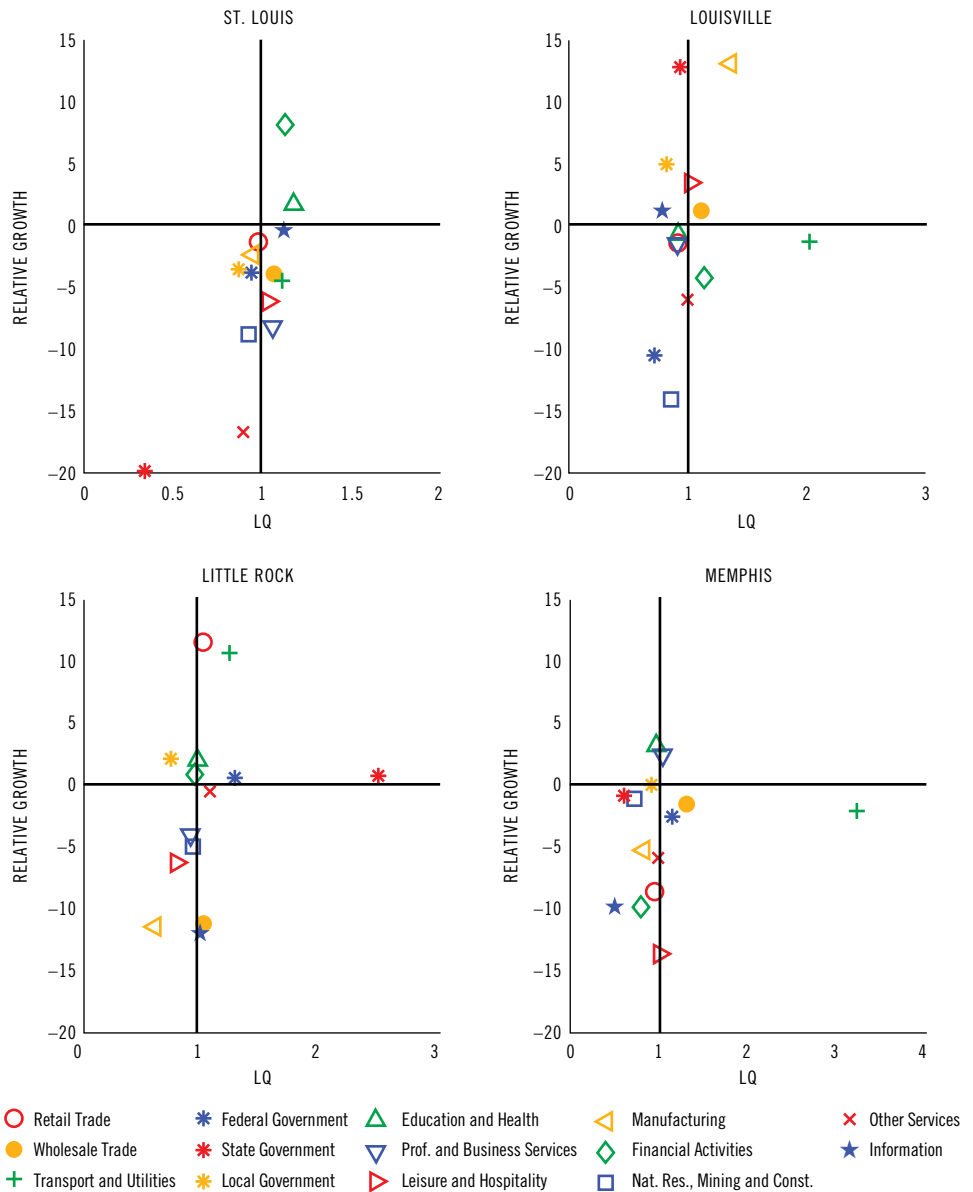 ST. LOUIS
15
10
5
0
−5
−10
−15
−20
RELATIVE GROWTH
0 0.5 1 1.5 2
LQ
LOUISVILLE
15
10
5
0
−5
−10
−15
−20
RELATIVE GROWTH
0 1 2 3
LQ
LITTLE ROCK
15
10
5
0
−5
−10
−15
−20
RELATIVE GROWTH
0 1 2 3
LQ
MEMPHIS
15
10
5
0
−5
−10
−15
−20
RELATIVE GROWTH
0 1 2 3 4
LQ
Retail Trade Federal Government Education and Health Manufacturing Other Services
Wholesale Trade State Government Prof. and Business Services Financial Activities Information
Transport and Utilities Local Government Leisure and Hospitality Nat. Res., Mining and Const.